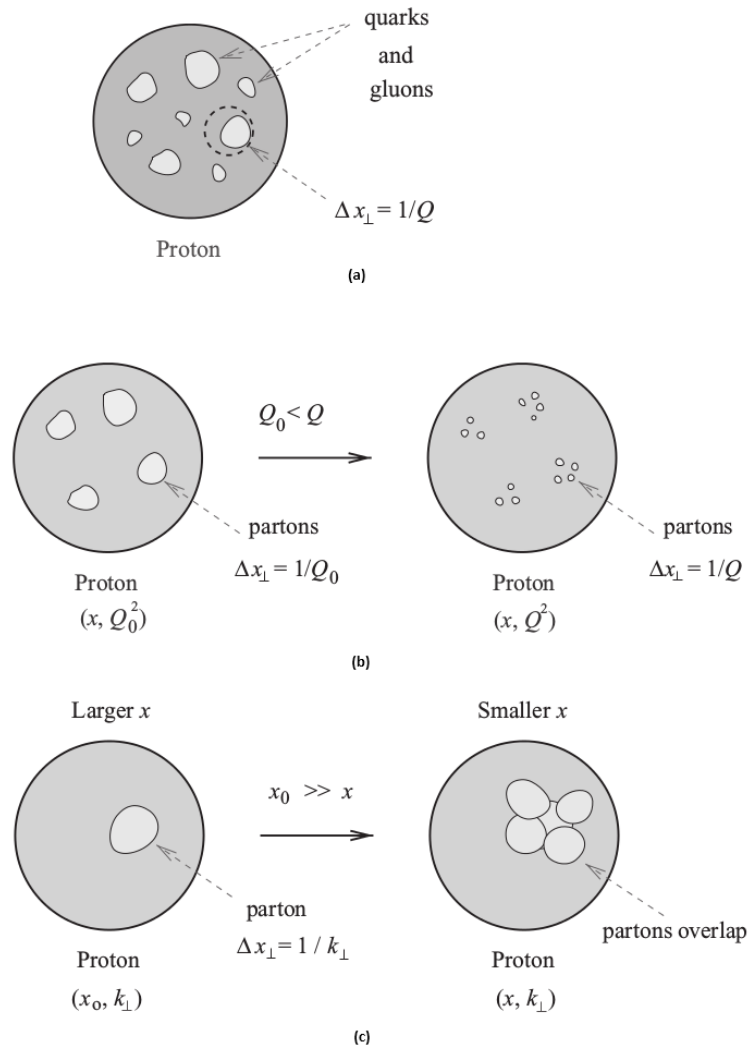 quarks
and
gluons
Δx⊥ = 1/Q
Proton
(a)
Q₀ < Q
partons
Δx⊥ = 1/Q₀
Proton
(x, Q₀²)
partons
Δx⊥ = 1/Q
Proton
(x, Q²)
(b)
Larger x
Smaller x
x₀ >> x
parton
Δx⊥ = 1 / k⊥
Proton
(xₒ, k⊥)
partons overlap
Proton
(x, k⊥)
(c)